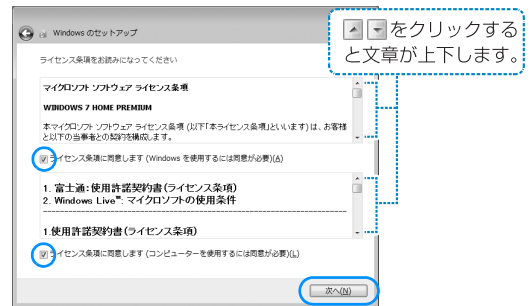 Windows のセットアップ
ライセンス条項をお読みになってください
マイクロソフト ソフトウェア ライセンス条項
WINDOWS 7 HOME PREMIUM
本マイクロソフト ソフトウェア ライセンス条項 (以下「本ライセンス条項」といいます) は、お客様
と以下の当事者との契約を構成します。
ライセンス条項に同意します (Windows を使用するには同意が必要)(A)
1. 富士通：使用許諾契約書(ライセンス条項)
2. Windows Live™: マイクロソフトの使用条件
1.使用許諾契約書(ライセンス条項)
ライセンス条項に同意します (コンピューターを使用するには同意が必要)(L)
次へ(N)
をクリックする
と文章が上下します。